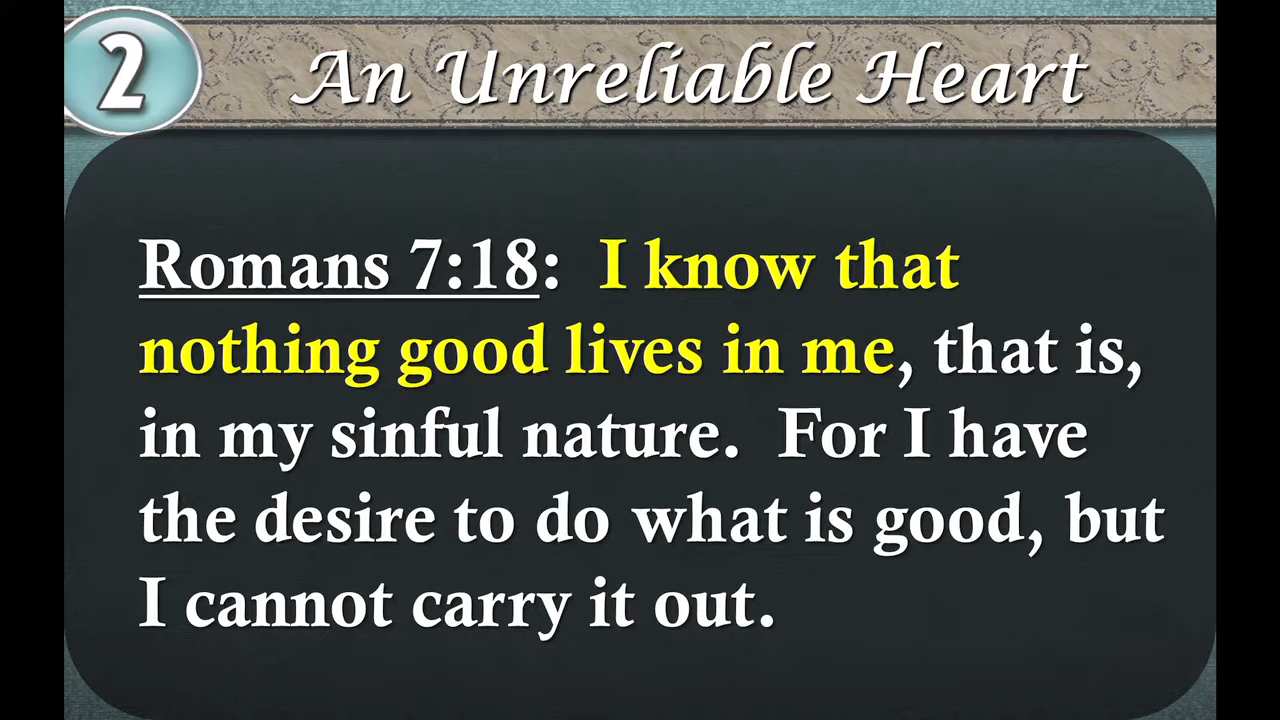 2
An Unreliable Heart
Romans 7:18:  I know that
nothing good lives in me, that is,
in my sinful nature.  For I have
the desire to do what is good, but
I cannot carry it out.